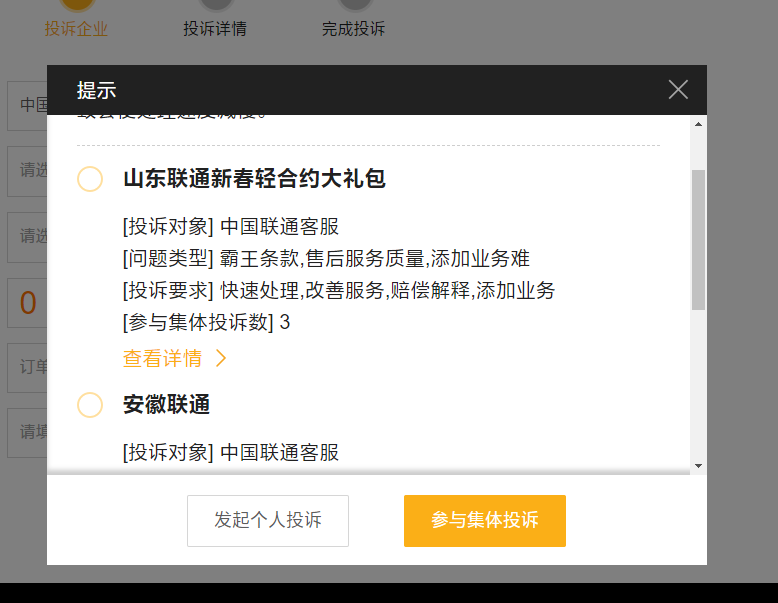 投诉企业
投诉详情
完成投诉
提示
山东联通新春轻合约大礼包
[投诉对象] 中国联通客服
[问题类型] 霸王条款,售后服务质量,添加业务难
[投诉要求] 快速处理,改善服务,赔偿解释,添加业务
[参与集体投诉数] 3
查看详情
安徽联通
[投诉对象] 中国联通客服
发起个人投诉
参与集体投诉
中国
请选
请选
0
订单
请填